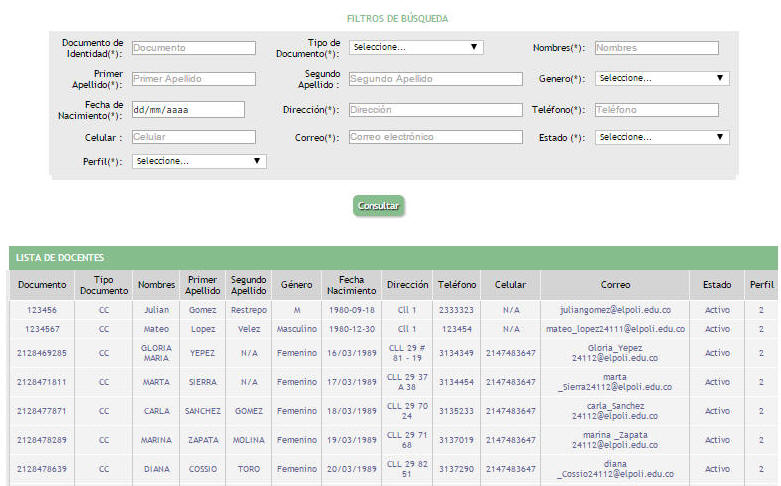 FILTROS DE BÚSQUEDA
Documento de Identidad(*): Documento Tipo de Documento(*): Seleccione... Nombres(*): Nombres
Primer Apellido(*): Primer Apellido Segundo Apellido : Segundo Apellido Genero(*): Seleccione...
Fecha de Nacimiento(*): dd/mm/aaaa Dirección(*): Dirección Teléfono(*): Teléfono
Celular : Celular Correo(*): Correo electrónico Estado (*): Seleccione...
Perfil(*): Seleccione...
Consultar
LISTA DE DOCENTES
Documento Tipo Documento Nombres Primer Apellido Segundo Apellido Género Fecha Nacimiento Dirección Teléfono Celular Correo Estado Perfil
123456 CC Julian Gomez Restrepo M 1980-09-18 Cll 1 2333323 N/A juliangomez@elpoli.edu.co Activo 2
1234567 CC Mateo Lopez Velez Masculino 1980-12-30 Cll 1 123454 N/A mateo_lopez24111@elpoli.edu.co Activo 2
2128469285 CC GLORIA MARIA YEPEZ N/A Femenino 16/03/1989 CLL 29 # 81 - 19 3134349 2147483647 Gloria_Yepez 24112@elpoli.edu.co Activo 2
2128471811 CC MARTA SIERRA N/A Femenino 17/03/1989 CLL 29 37 A 38 3134454 2147483647 marta _Sierra24112@elpoli.edu.co Activo 2
2128477871 CC CARLA SANCHEZ GOMEZ Femenino 18/03/1989 CLL 29 70 24 3135233 2147483647 carla_Sanchez 24112@elpoli.edu.co Activo 2
2128478289 CC MARINA ZAPATA MOLINA Femenino 19/03/1989 CLL 29 71 68 3137019 2147483647 marina _Zapata 24112@elpoli.edu.co Activo 2
2128478639 CC DIANA COSSIO TORO Femenino 20/03/1989 CLL 29 82 51 3137290 2147483647 diana _Cossio24112@elpoli.edu.co Activo 2